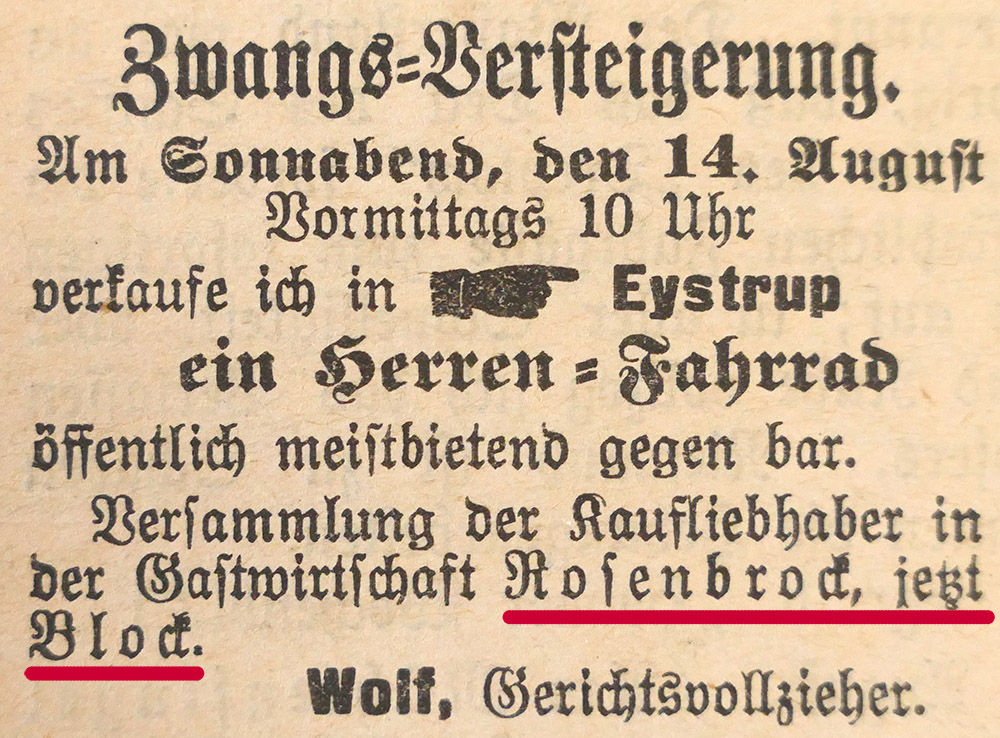 Zwangs-Versteigerung.
Am Sonnabend, den 14. August
Vormittags 10 Uhr
verkaufe ich in Eystrup
ein Herren-Fahrrad
öffentlich meistbietend gegen bar.
Versammlung der Kaufliebhaber in
der Gastwirtschaft Rosenbrock, jetzt
Block.
Wolf, Gerichtsvollzieher.